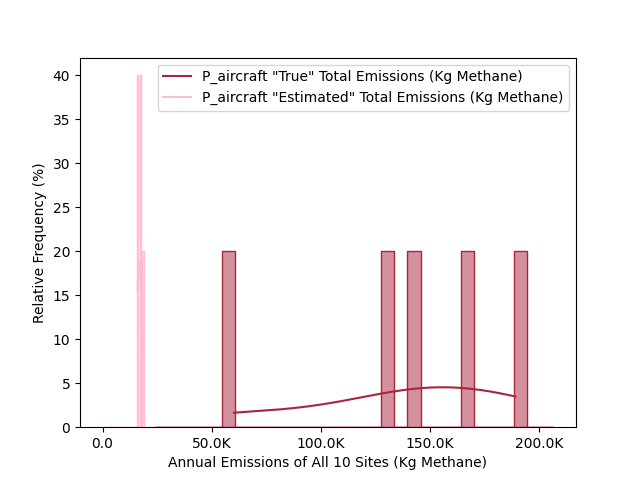 P_aircraft "True" Total Emissions (Kg Methane)
P_aircraft "Estimated" Total Emissions (Kg Methane)
40
35
30
25
20
15
10
5
0
Relative Frequency (%)
0.0 50.0K 100.0K 150.0K 200.0K
Annual Emissions of All 10 Sites (Kg Methane)